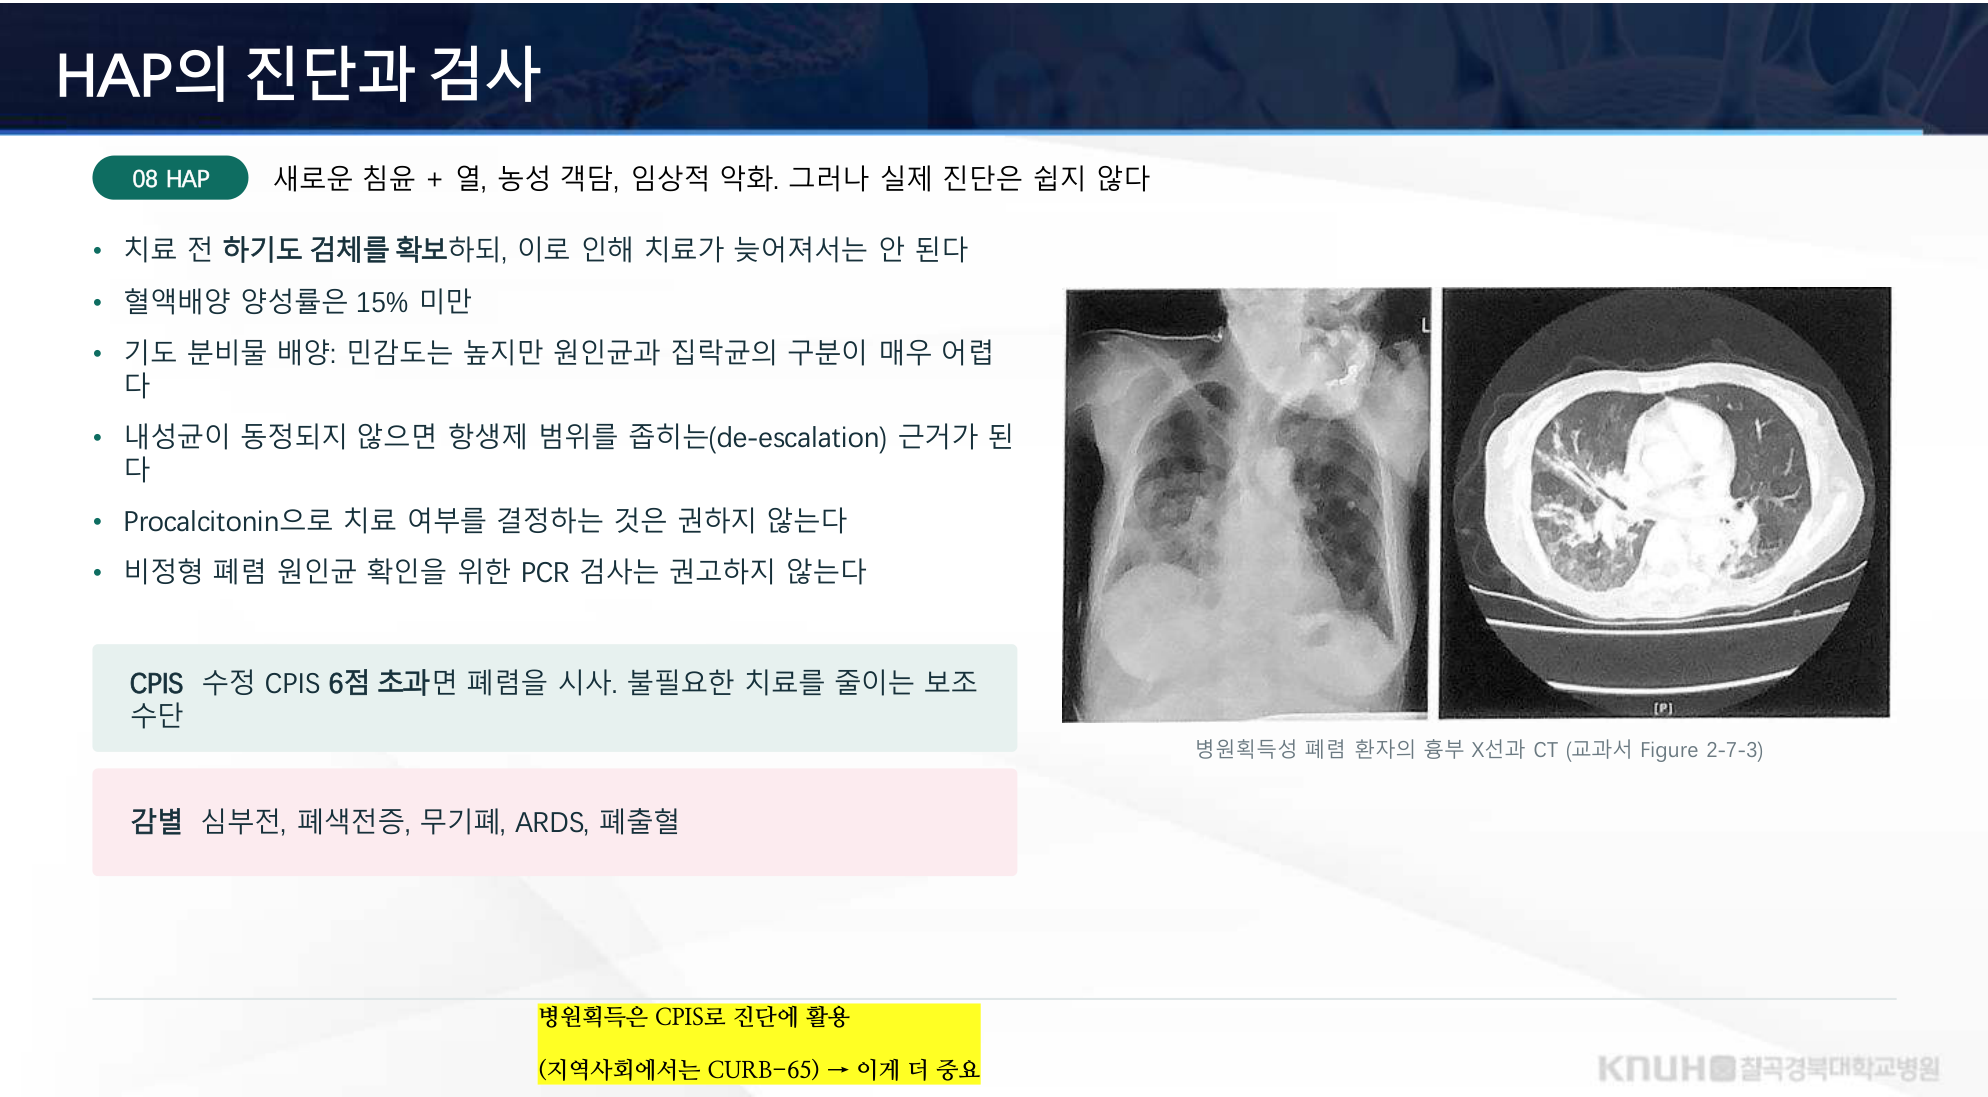 HAP의 진단과 검사
08 HAP 새로운 침윤 + 열, 농성 객담, 임상적 악화. 그러나 실제 진단은 쉽지 않다
• 치료 전 하기도 검체를 확보하되, 이로 인해 치료가 늦어져서는 안 된다
• 혈액배양 양성률은 15% 미만
• 기도 분비물 배양: 민감도는 높지만 원인균과 집락균의 구분이 매우 어렵
다
• 내성균이 동정되지 않으면 항생제 범위를 좁히는(de-escalation) 근거가 된
다
• Procalcitonin으로 치료 여부를 결정하는 것은 권하지 않는다
• 비정형 폐렴 원인균 확인을 위한 PCR 검사는 권고하지 않는다
CPIS 수정 CPIS 6점 초과면 폐렴을 시사. 불필요한 치료를 줄이는 보조
수단
감별 심부전, 폐색전증, 무기폐, ARDS, 폐출혈
L
[P]
병원획득성 폐렴 환자의 흉부 X선과 CT (교과서 Figure 2-7-3)
병원획득은 CPIS로 진단에 활용
(지역사회에서는 CURB-65) → 이게 더 중요
KNUH 칠곡경북대학교병원